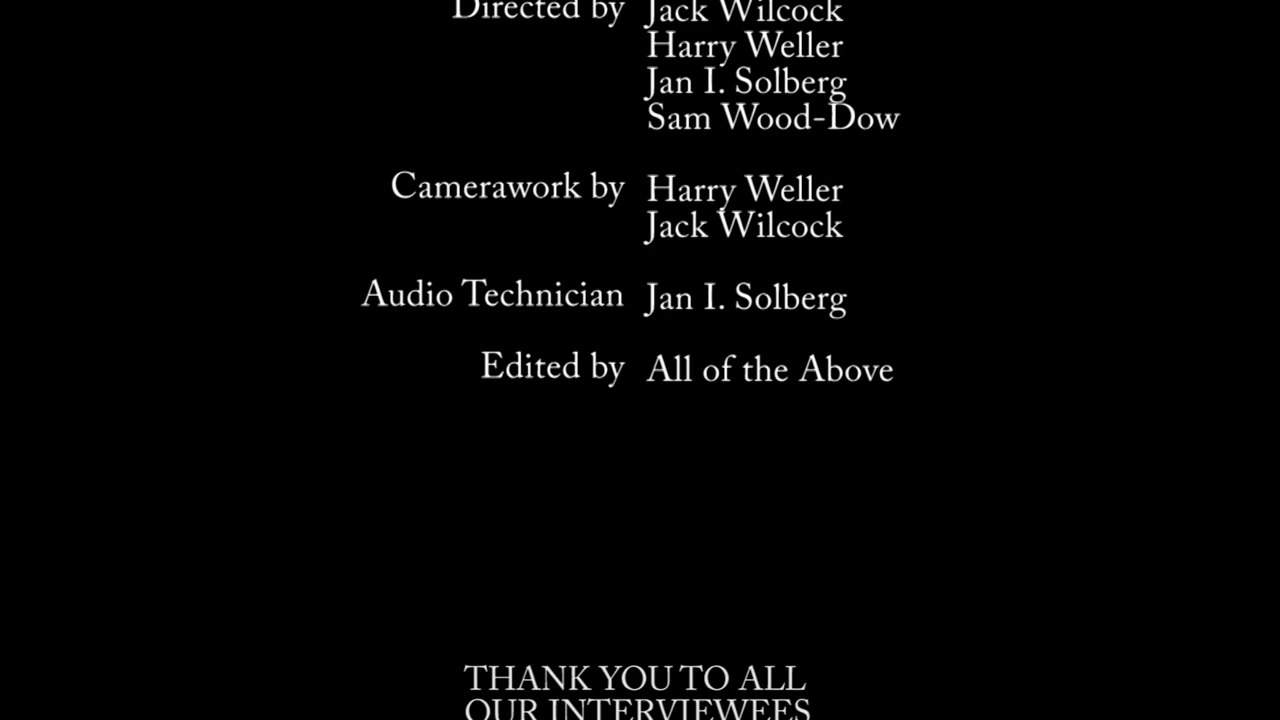 Directed by Jack Wilcock
Harry Weller
Jan I. Solberg
Sam Wood-Dow
Camerawork by Harry Weller
Jack Wilcock
Audio Technician Jan I. Solberg
Edited by All of the Above
THANK YOU TO ALL
OUR INTERVIEWEES